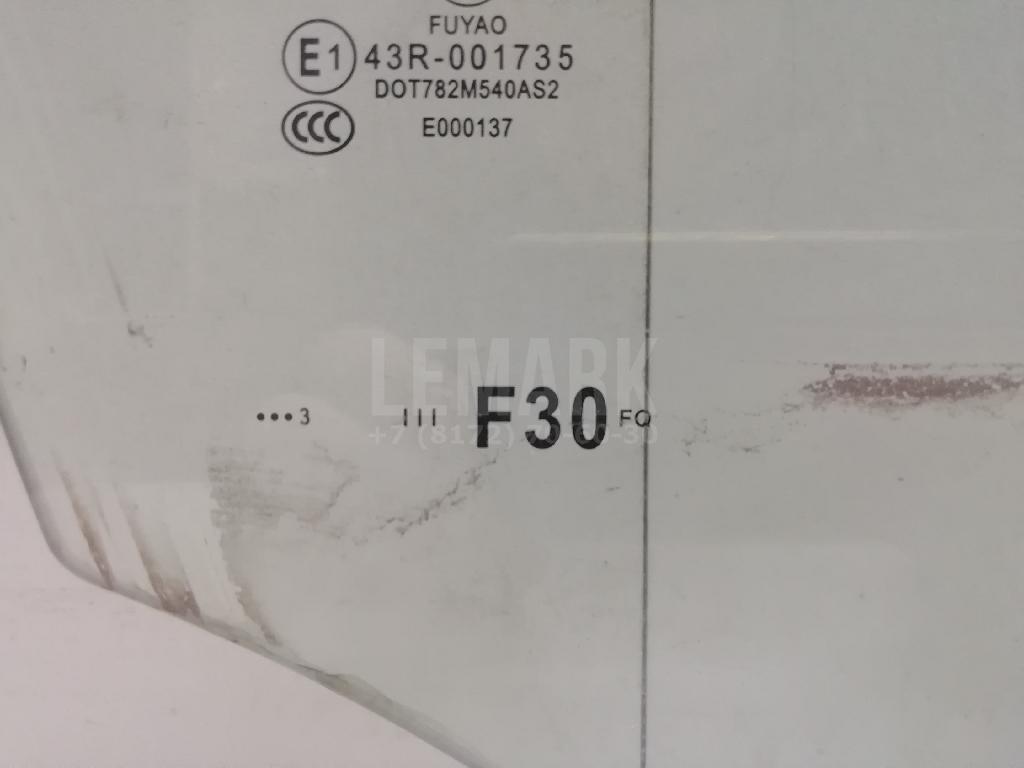 FUYAO
E1 43R-001735
DOT782M540AS2
CCC E000137
LEMARK
•••3 III F30 FQ